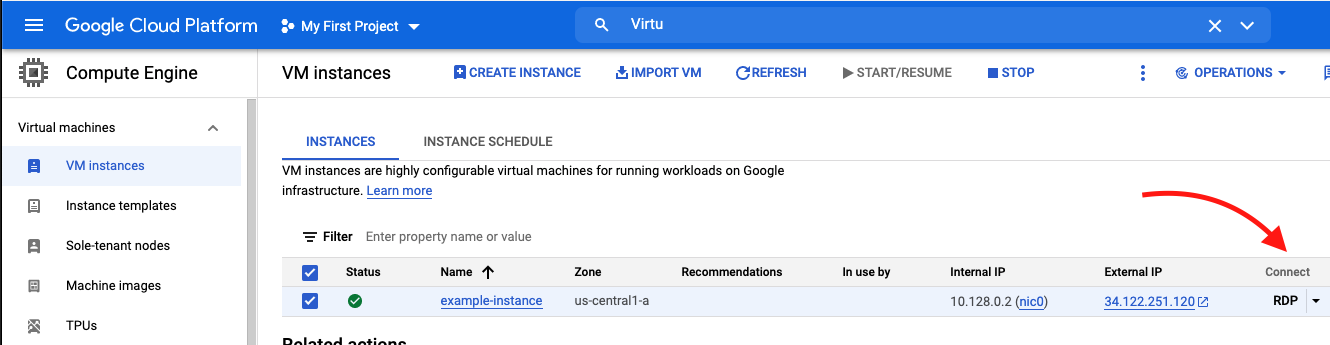 Google Cloud Platform My First Project Virtu
Compute Engine VM instances CREATE INSTANCE IMPORT VM REFRESH START/RESUME STOP OPERATIONS
Virtual machines
INSTANCES INSTANCE SCHEDULE
VM instances
VM instances are highly configurable virtual machines for running workloads on Google
infrastructure. Learn more
Instance templates
Filter Enter property name or value
Sole-tenant nodes
Status Name Zone Recommendations In use by Internal IP External IP Connect
Machine images
example-instance us-central1-a 10.128.0.2 (nic0) 34.122.251.120 RDP
TPUs
Related actions